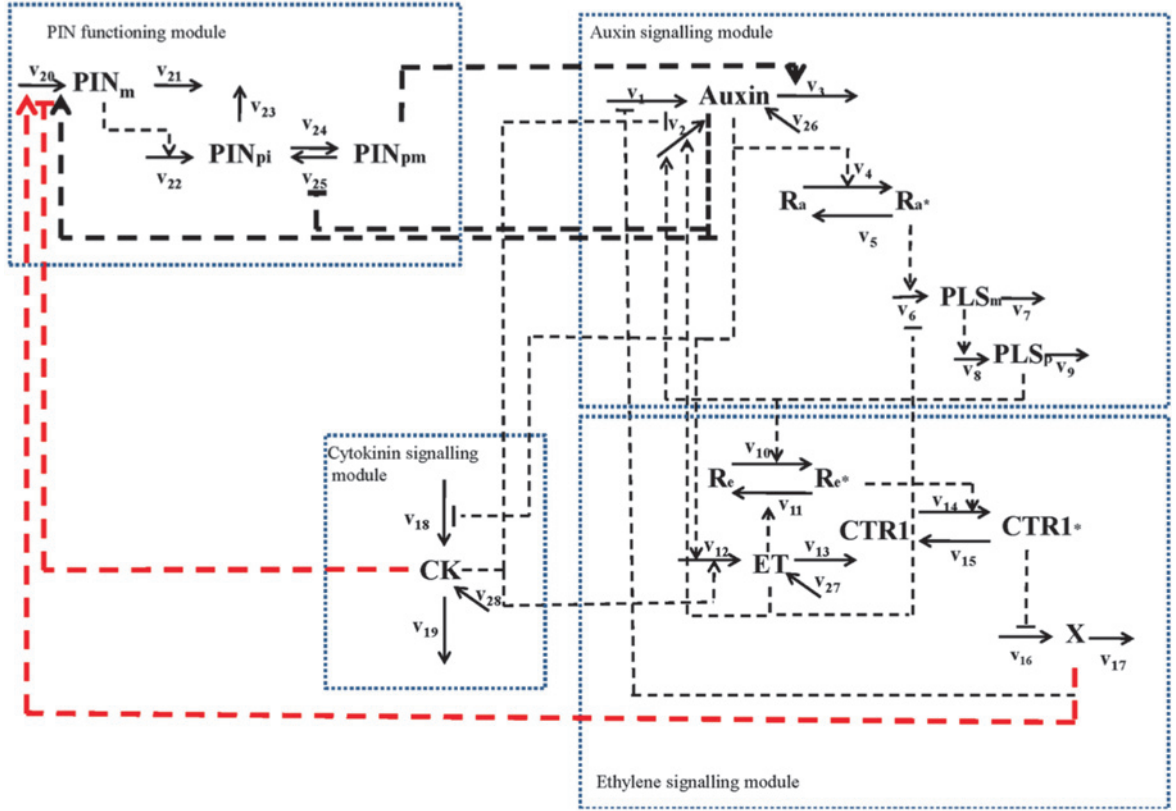 PIN functioning module
v20
PINm
v21
v23
v22
PINpi
v24
v25
PINpm
Auxin signalling module
v1
Auxin
v3
v2
v26
v4
Ra
Ra*
v5
v6
PLSm
v7
v8
PLSp
v9
Cytokinin signalling
module
v18
CK
v28
v19
v10
Re
Re*
v11
v12
ET
v13
v27
CTR1
v14
v15
CTR1*
v16
X
v17
Ethylene signalling module